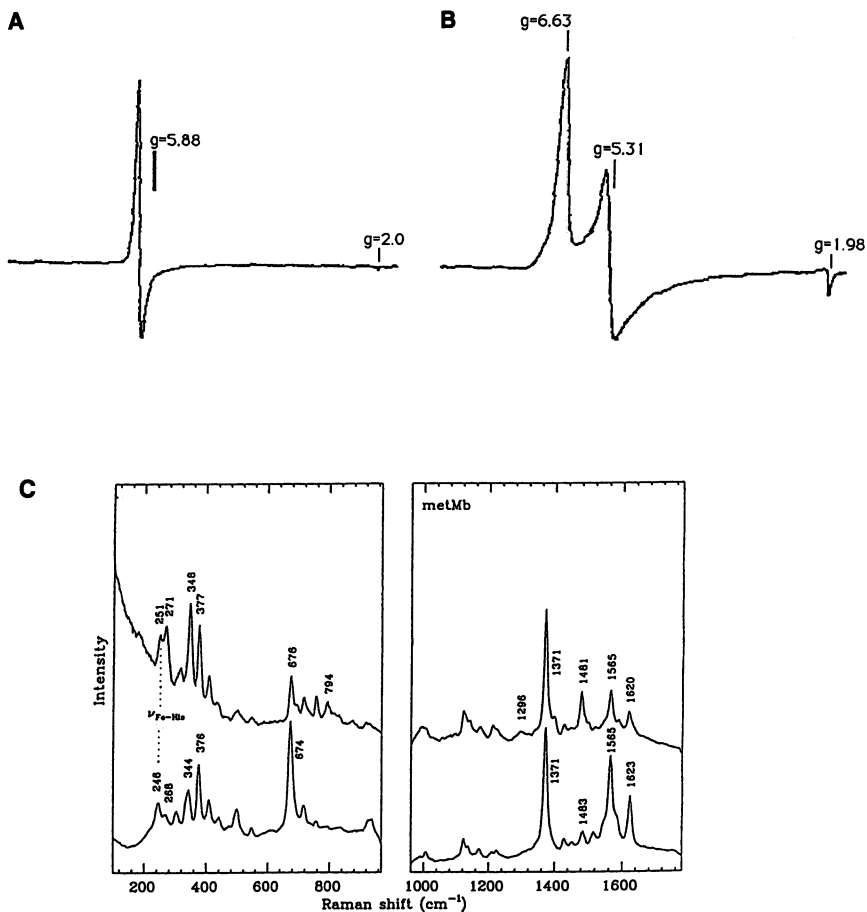 A
B
g=6.63
g=5.88
g=5.31
g=2.0
g=1.98
C
metMb
251
271
348
377
676
794
1296
1371
1481
1565
1620
νFe-His
246
268
344
376
674
1371
1483
1565
1623
Intensity
200 400 600 800
1000 1200 1400 1600
Raman shift (cm⁻¹)